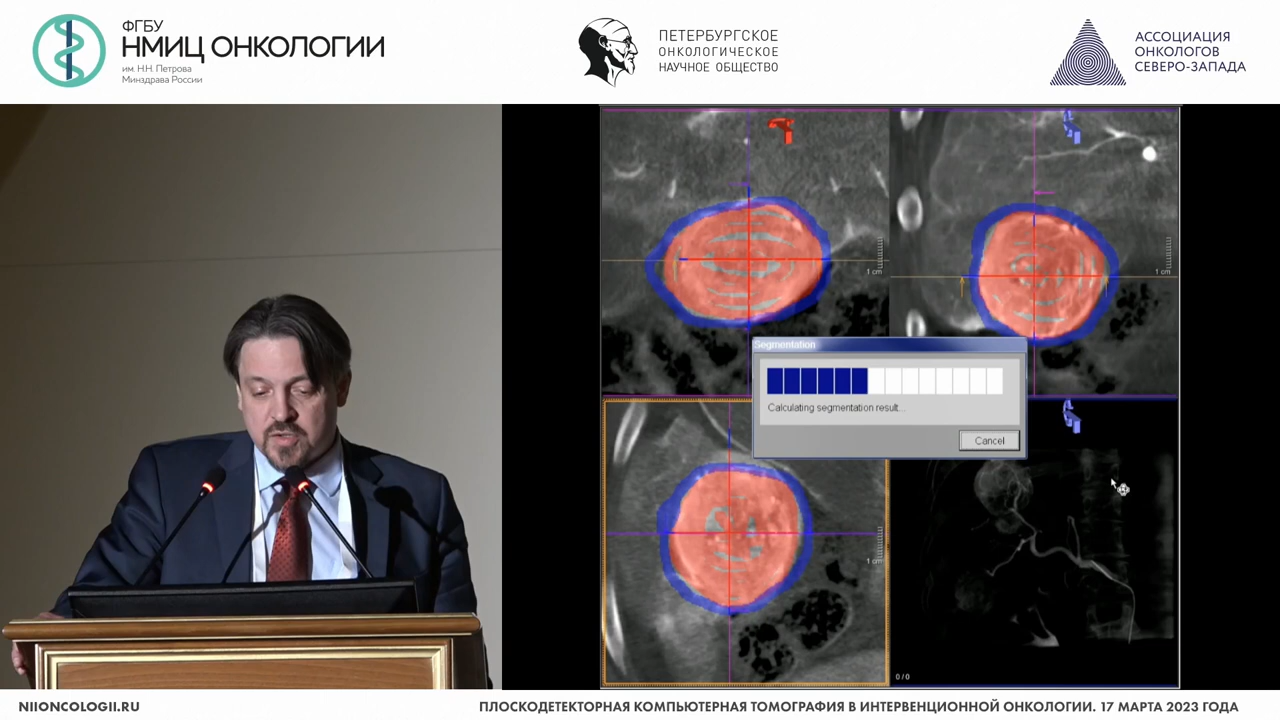 ФГБУ
НМИЦ ОНКОЛОГИИ
им. Н.Н. Петрова
Минздрава России
ПЕТЕРБУРГСКОЕ
ОНКОЛОГИЧЕСКОЕ
НАУЧНОЕ ОБЩЕСТВО
АССОЦИАЦИЯ
ОНКОЛОГОВ
СЕВЕРО-ЗАПАДА
1 cm
1 cm
Segmentation
Calculating segmentation result...
Cancel
1 cm
0 / 0
NIIONCOLOGII.RU
ПЛОСКОДЕТЕКТОРНАЯ КОМПЬЮТЕРНАЯ ТОМОГРАФИЯ В ИНТЕРВЕНЦИОННОЙ ОНКОЛОГИИ. 17 МАРТА 2023 ГОДА